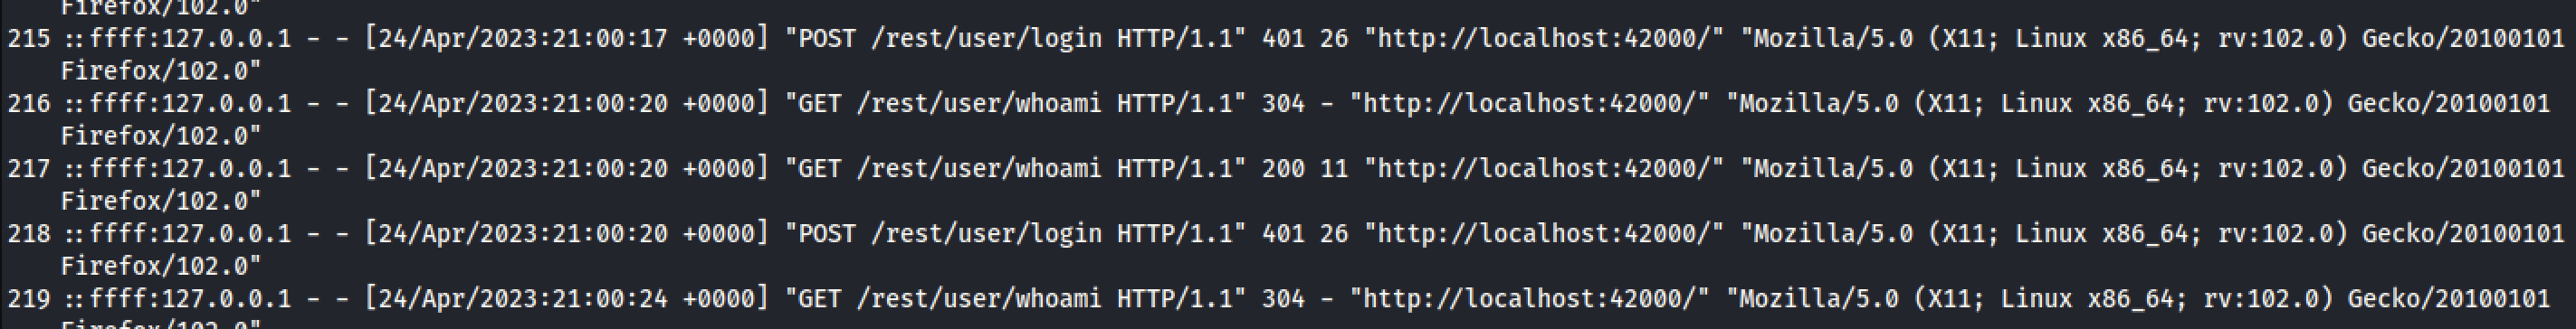 Firefox/102.0"
215 ::ffff:127.0.0.1 - - [24/Apr/2023:21:00:17 +0000] "POST /rest/user/login HTTP/1.1" 401 26 "http://localhost:42000/" "Mozilla/5.0 (X11; Linux x86_64; rv:102.0) Gecko/20100101
Firefox/102.0"
216 ::ffff:127.0.0.1 - - [24/Apr/2023:21:00:20 +0000] "GET /rest/user/whoami HTTP/1.1" 304 - "http://localhost:42000/" "Mozilla/5.0 (X11; Linux x86_64; rv:102.0) Gecko/20100101
Firefox/102.0"
217 ::ffff:127.0.0.1 - - [24/Apr/2023:21:00:20 +0000] "GET /rest/user/whoami HTTP/1.1" 200 11 "http://localhost:42000/" "Mozilla/5.0 (X11; Linux x86_64; rv:102.0) Gecko/20100101
Firefox/102.0"
218 ::ffff:127.0.0.1 - - [24/Apr/2023:21:00:20 +0000] "POST /rest/user/login HTTP/1.1" 401 26 "http://localhost:42000/" "Mozilla/5.0 (X11; Linux x86_64; rv:102.0) Gecko/20100101
Firefox/102.0"
219 ::ffff:127.0.0.1 - - [24/Apr/2023:21:00:24 +0000] "GET /rest/user/whoami HTTP/1.1" 304 - "http://localhost:42000/" "Mozilla/5.0 (X11; Linux x86_64; rv:102.0) Gecko/20100101
Firefox/102.0"